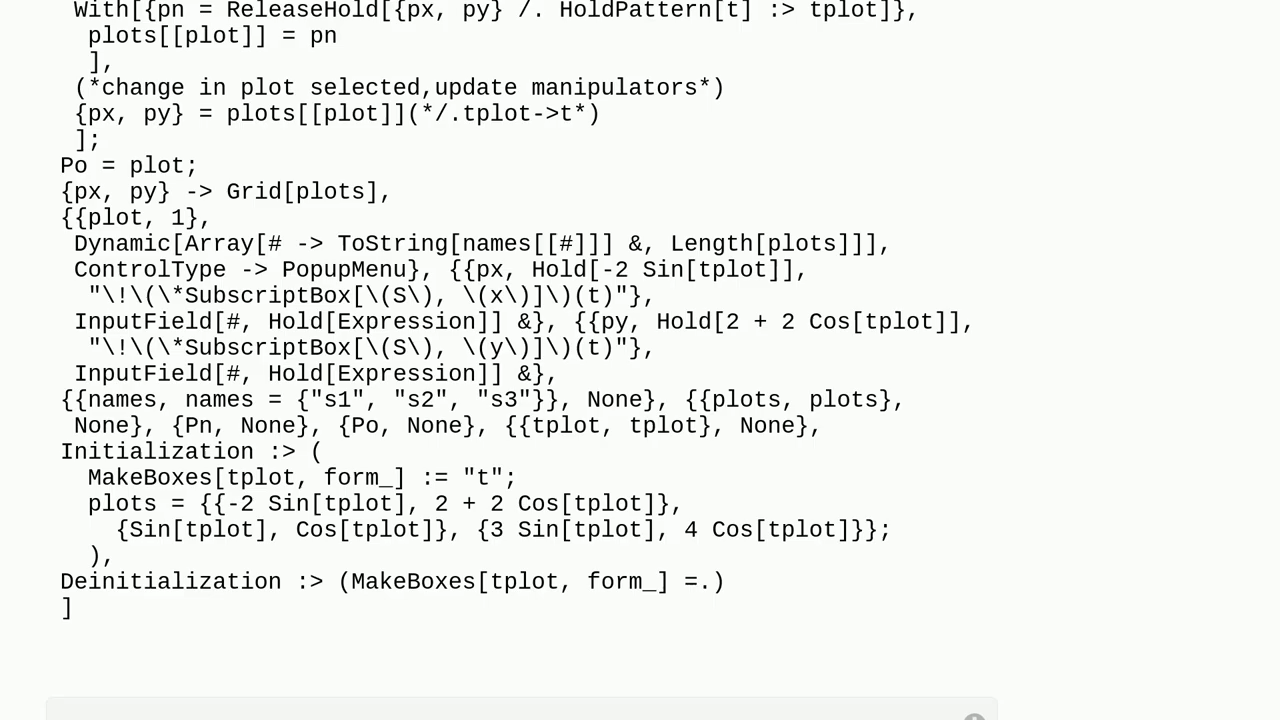 With[{pn = ReleaseHold[{px, py} /. HoldPattern[t] :> tplot]},
plots[[plot]] = pn
],
(*change in plot selected,update manipulators*)
{px, py} = plots[[plot]](*/.tplot->t*)
];
Po = plot;
{px, py} -> Grid[plots],
{{plot, 1},
Dynamic[Array[# -> ToString[names[[#]]] &, Length[plots]]],
ControlType -> PopupMenu}, {{px, Hold[-2 Sin[tplot]],
"\!\(\*SubscriptBox[\(S\), \(x\)]\)(t)"},
InputField[#, Hold[Expression]] &}, {{py, Hold[2 + 2 Cos[tplot]],
"\!\(\*SubscriptBox[\(S\), \(y\)]\)(t)"},
InputField[#, Hold[Expression]] &},
{{names, names = {"s1", "s2", "s3"}}, None}, {{plots, plots},
None}, {Pn, None}, {Po, None}, {{tplot, tplot}, None},
Initialization :> (
MakeBoxes[tplot, form_] := "t";
plots = {{-2 Sin[tplot], 2 + 2 Cos[tplot]},
{Sin[tplot], Cos[tplot]}, {3 Sin[tplot], 4 Cos[tplot]}};
),
Deinitialization :> (MakeBoxes[tplot, form_] =.)
]